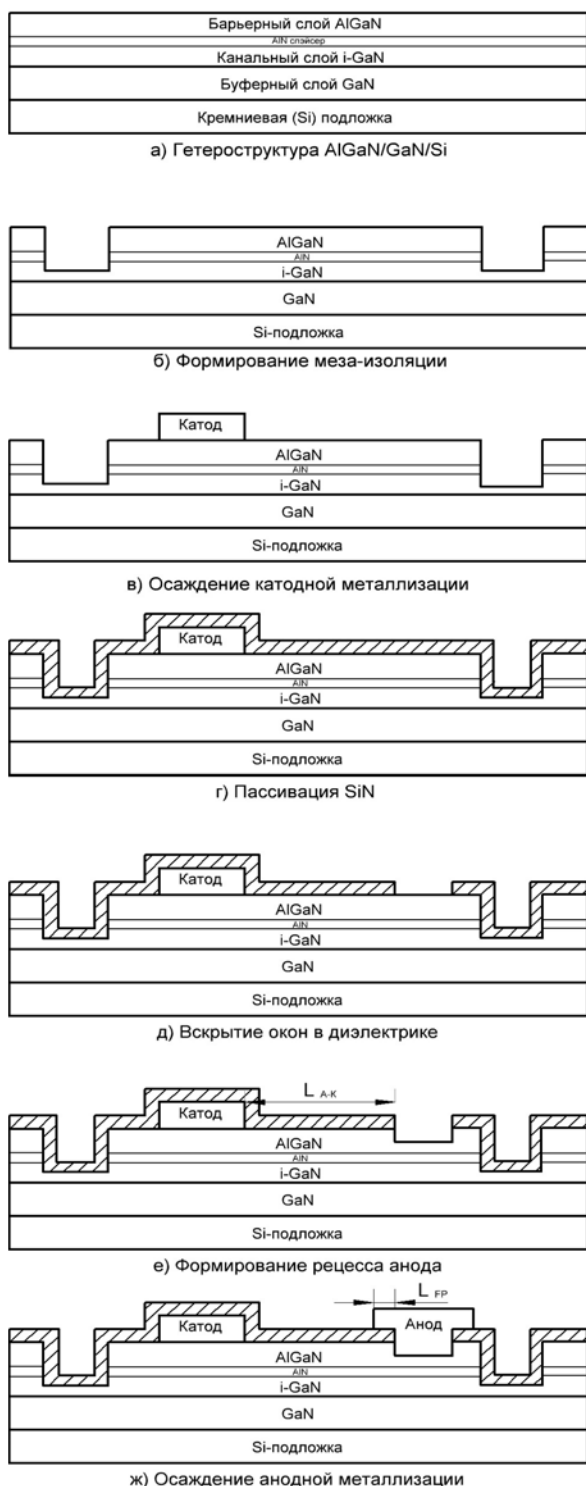 Барьерный слой AlGaN
AlN спэйсер
Канальный слой i-GaN
Буферный слой GaN
Кремниевая (Si) подложка
а) Гетероструктура AlGaN/GaN/Si
AlGaN
AlN
i-GaN
GaN
Si-подложка
б) Формирование меза-изоляции
Катод
AlGaN
AlN
i-GaN
GaN
Si-подложка
в) Осаждение катодной металлизации
Катод
AlGaN
AlN
i-GaN
GaN
Si-подложка
г) Пассивация SiN
Катод
AlGaN
AlN
i-GaN
GaN
Si-подложка
д) Вскрытие окон в диэлектрике
L А-К
Катод
AlGaN
AlN
i-GaN
GaN
Si-подложка
е) Формирование рецесса анода
L FP
Катод Анод
AlGaN
AlN
i-GaN
GaN
Si-подложка
ж) Осаждение анодной металлизации